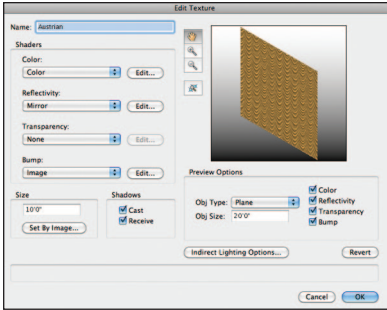 Edit Texture
Name: Austrian
Shaders
Color:
Color Edit...
Reflectivity:
Mirror Edit...
Transparency:
None Edit...
Bump:
Image Edit...
Size
10'0"
Set By Image...
Shadows
Cast
Receive
Preview Options
Obj Type: Plane
Obj Size: 20'0"
Color
Reflectivity
Transparency
Bump
Indirect Lighting Options...
Revert
Cancel
OK